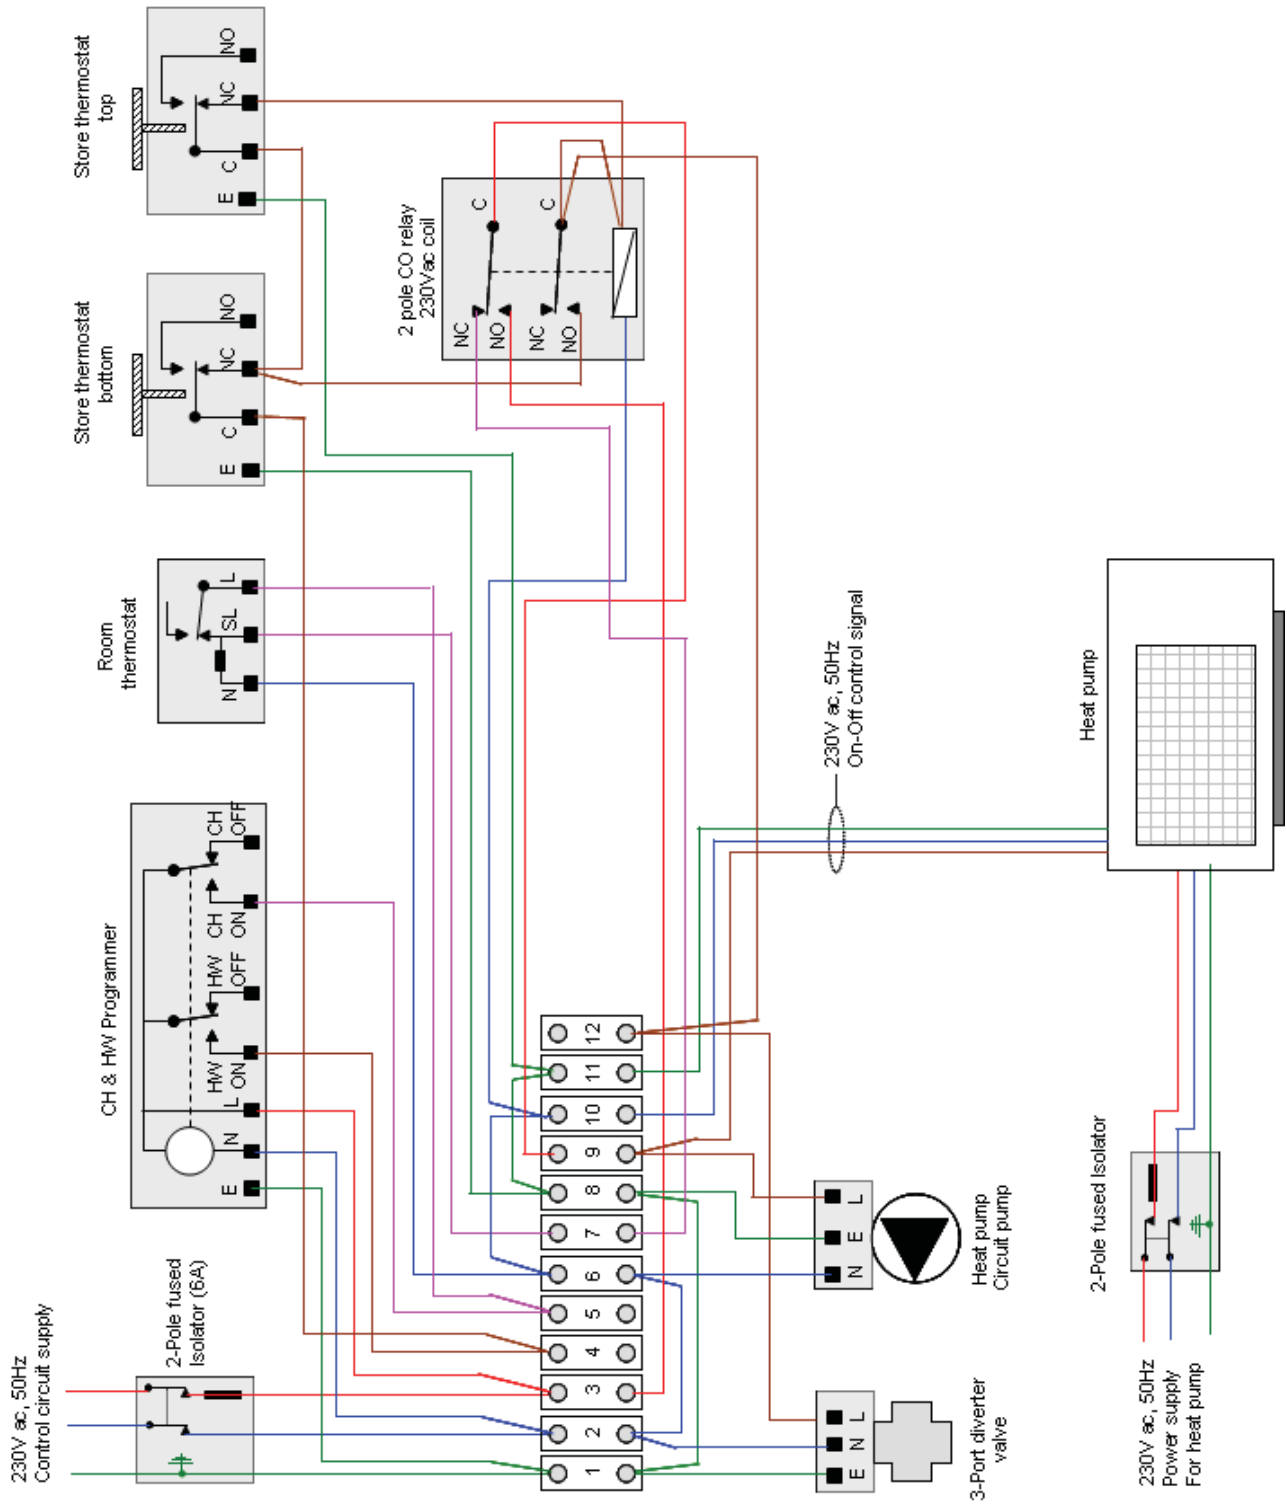 230V ac, 50Hz
Control circuit supply
2-Pole fused
Isolator (6A)
CH & HW Programmer
E
N
L
HW
ON
HW
OFF
CH
ON
CH
OFF
Room
thermostat
N
SL
L
Store thermostat
bottom
E
C
NC
NO
Store thermostat
top
E
C
NC
NO
2 pole CO relay
230Vac coil
NC
NO
NC
NO
C
C
1
2
3
4
5
6
7
8
9
10
11
12
3-Port diverter
valve
E
N
L
Heat pump
Circuit pump
N
E
L
230V ac, 50Hz
On-Off control signal
Heat pump
2-Pole fused Isolator
230V ac, 50Hz
Power supply
For heat pump